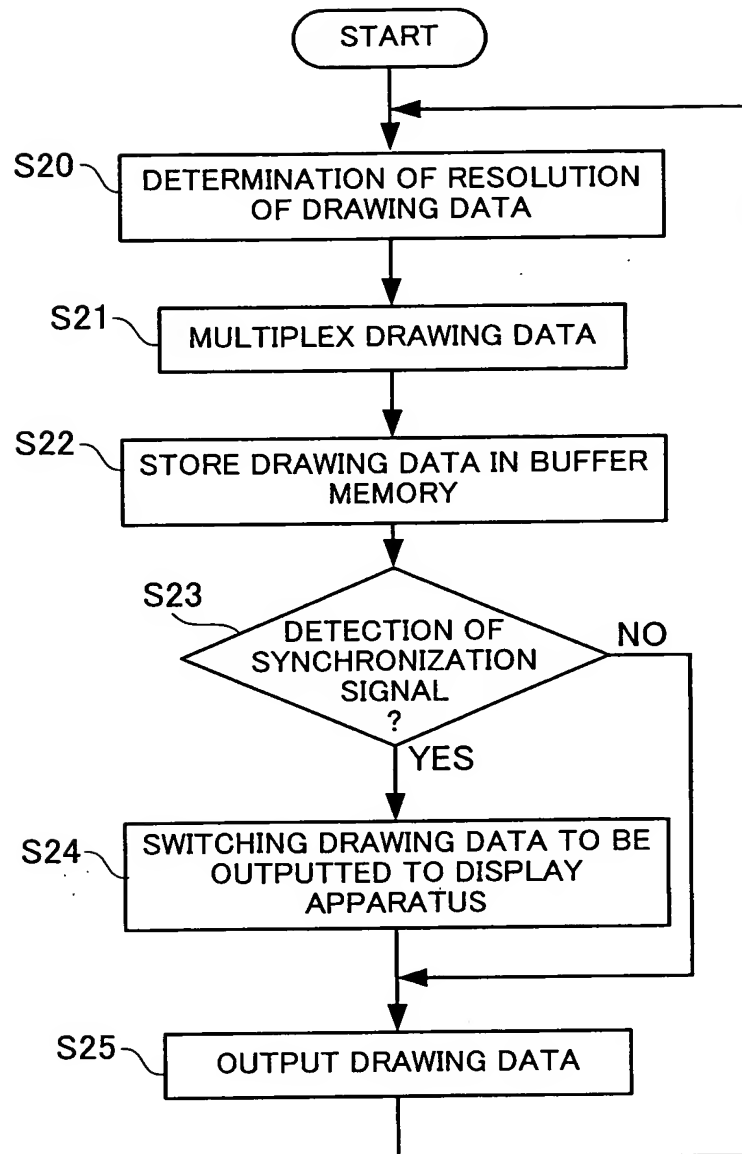 START
S20
DETERMINATION OF RESOLUTION
OF DRAWING DATA
S21
MULTIPLEX DRAWING DATA
S22
STORE DRAWING DATA IN BUFFER
MEMORY
S23
DETECTION OF
SYNCHRONIZATION
SIGNAL
?
NO
YES
S24
SWITCHING DRAWING DATA TO BE
OUTPUTTED TO DISPLAY
APPARATUS
S25
OUTPUT DRAWING DATA